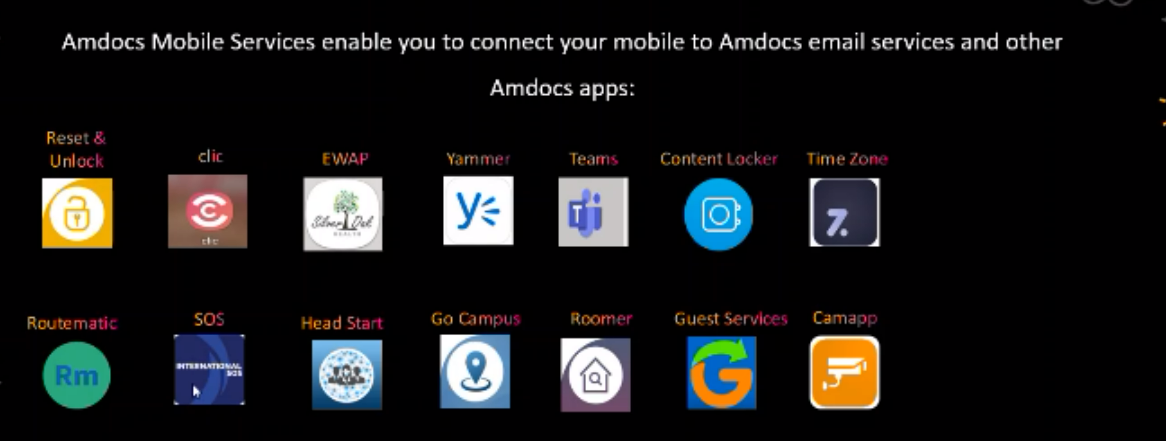 Amdocs Mobile Services enable you to connect your mobile to Amdocs email services and other
Amdocs apps:
Reset &
Unlock
clic
EWAP
Yammer
Teams
Content Locker
Time Zone
clic
Silver Oak
HEALTH
T
Z.
Routematic
SOS
Head Start
Go Campus
Roomer
Guest Services
Camapp
Rm
INTERNATIONAL
SOS
G